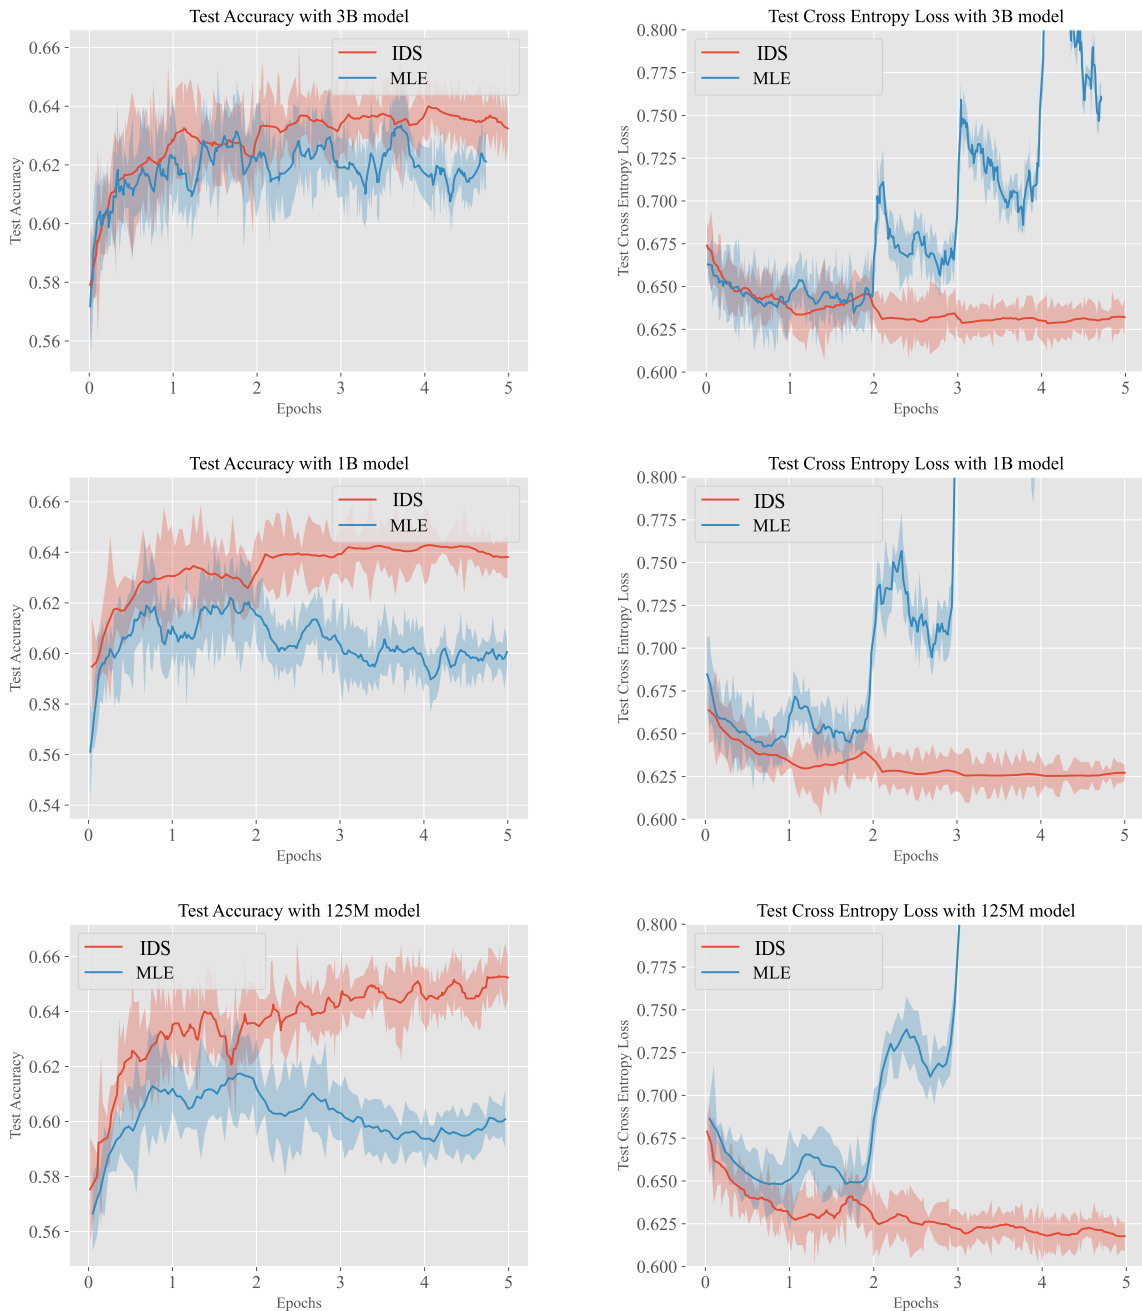 Test Accuracy with 3B model
IDS
MLE
0.66
0.64
0.62
0.60
0.58
0.56
Test Accuracy
0 1 2 3 4 5
Epochs
Test Cross Entropy Loss with 3B model
IDS
MLE
0.800
0.775
0.750
0.725
0.700
0.675
0.650
0.625
0.600
Test Cross Entropy Loss
0 1 2 3 4 5
Epochs
Test Accuracy with 1B model
IDS
MLE
0.66
0.64
0.62
0.60
0.58
0.56
0.54
Test Accuracy
0 1 2 3 4 5
Epochs
Test Cross Entropy Loss with 1B model
IDS
MLE
0.800
0.775
0.750
0.725
0.700
0.675
0.650
0.625
0.600
Test Cross Entropy Loss
0 1 2 3 4 5
Epochs
Test Accuracy with 125M model
IDS
MLE
0.66
0.64
0.62
0.60
0.58
0.56
Test Accuracy
0 1 2 3 4 5
Epochs
Test Cross Entropy Loss with 125M model
IDS
MLE
0.800
0.775
0.750
0.725
0.700
0.675
0.650
0.625
0.600
Test Cross Entropy Loss
0 1 2 3 4 5
Epochs